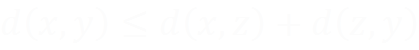 d(x, y) ≤ d(x, z) + d(z, y)